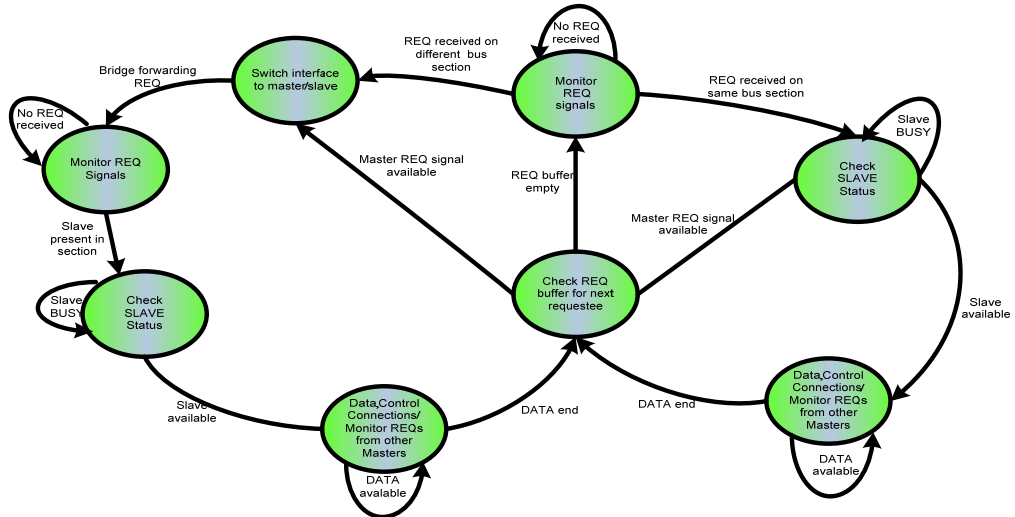 No REQ
received
REQ received on
different bus
section
Monitor
REQ
signals
REQ received on
same bus section
Switch interface
to master/slave
Bridge forwarding
REQ
No REQ
received
Monitor REQ
Signals
Slave
BUSY
Check
SLAVE
Status
Master REQ signal
available
REQ buffer
empty
Master REQ signal
available
Slave
present in
section
Check REQ
buffer for next
requestee
Slave
BUSY
Check
SLAVE
Status
Slave
available
Slave
available
Data,Control
Connections/
Monitor REQs
from other
Masters
DATA end
DATA end
Data,Control
Connections/
Monitor REQs
from other
Masters
DATA
avalable
DATA
avalable